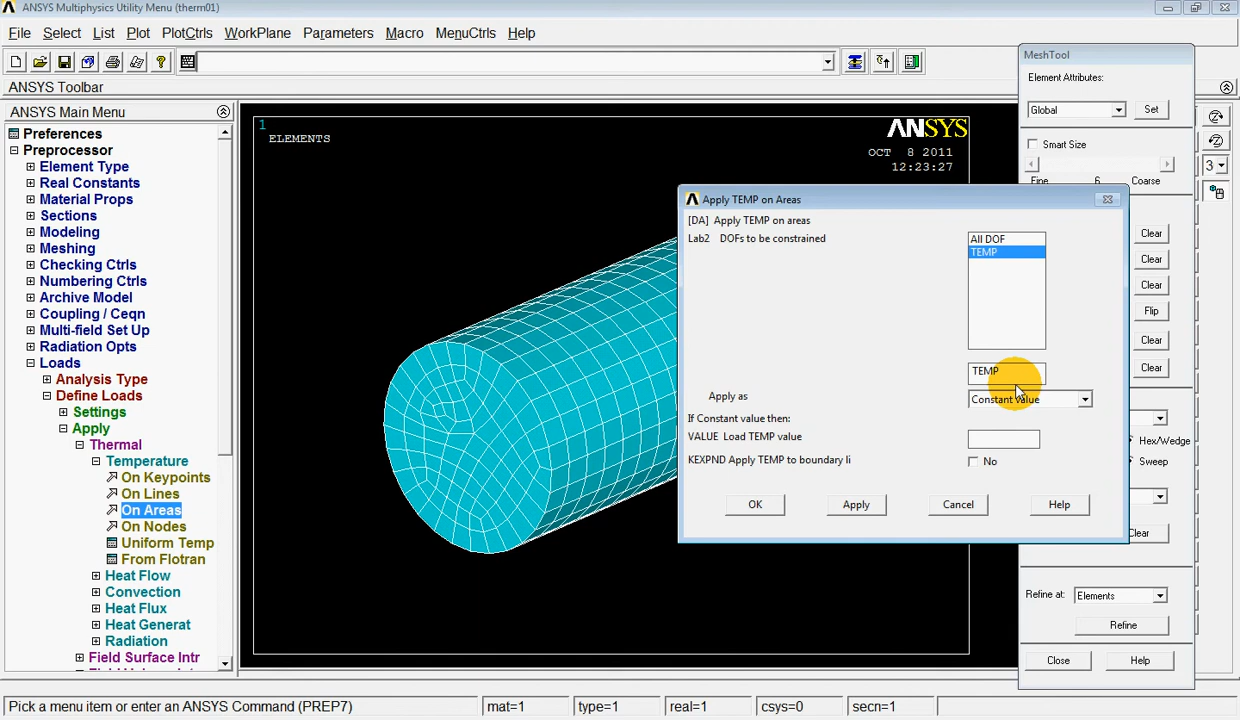 ANSYS Multiphysics Utility Menu (therm01)
File Select List Plot PlotCtrls WorkPlane Parameters Macro MenuCtrls Help
ANSYS Toolbar
ANSYS Main Menu
Preferences
Preprocessor
Element Type
Real Constants
Material Props
Sections
Modeling
Meshing
Checking Ctrls
Numbering Ctrls
Archive Model
Coupling / Ceqn
Multi-field Set Up
Radiation Opts
Loads
Analysis Type
Define Loads
Settings
Apply
Thermal
Temperature
On Keypoints
On Lines
On Areas
On Nodes
Uniform Temp
From Flotran
Heat Flow
Convection
Heat Flux
Heat Generat
Radiation
Field Surface Intr
1
ELEMENTS
ANSYS
OCT 8 2011
12:23:27
Apply TEMP on Areas
[DA] Apply TEMP on areas
Lab2 DOFs to be constrained
All DOF
TEMP
TEMP
Apply as
Constant value
If Constant value then:
VALUE Load TEMP value
KEXPND Apply TEMP to boundary li
No
OK Apply Cancel Help
MeshTool
Element Attributes:
Global Set
Smart Size
Fine 6 Coarse
Clear
Clear
Clear
Flip
Clear
Clear
Hex/Wedge
Sweep
Clear
Refine at: Elements
Refine
Close Help
3
Pick a menu item or enter an ANSYS Command (PREP7)
mat=1 type=1 real=1 csys=0 secn=1